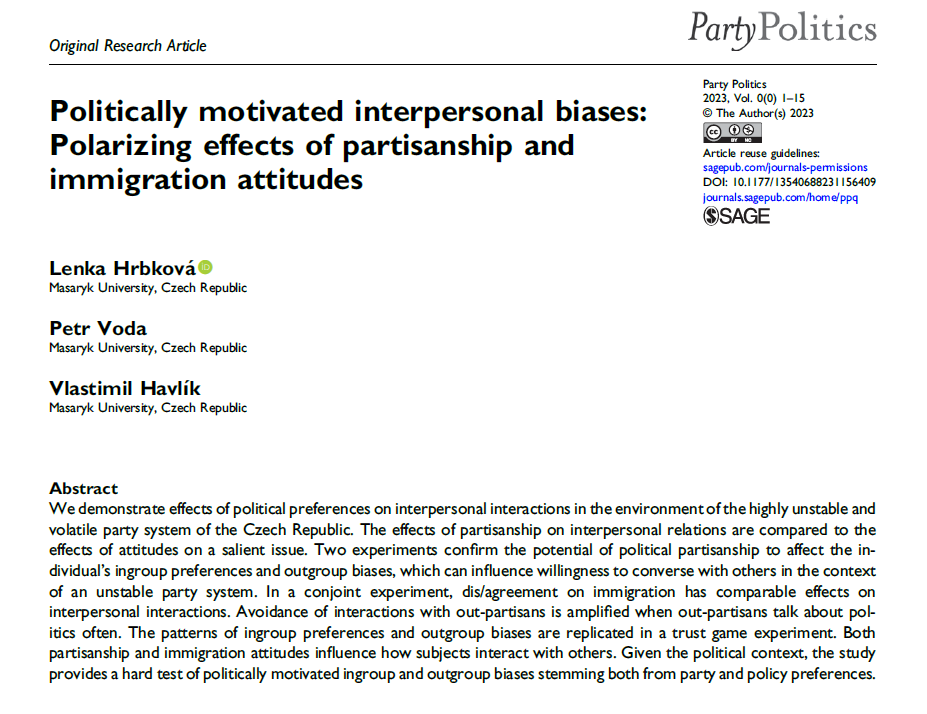 Original Research Article
PartyPolitics
Politically motivated interpersonal biases:
Polarizing effects of partisanship and
immigration attitudes
Party Politics
2023, Vol. 0(0) 1–15
© The Author(s) 2023
cc BY NC
Article reuse guidelines:
sagepub.com/journals-permissions
DOI: 10.1177/13540688231156409
journals.sagepub.com/home/ppq
SAGE
Lenka Hrbková iD
Masaryk University, Czech Republic
Petr Voda
Masaryk University, Czech Republic
Vlastimil Havlík
Masaryk University, Czech Republic
Abstract
We demonstrate effects of political preferences on interpersonal interactions in the environment of the highly unstable and
volatile party system of the Czech Republic. The effects of partisanship on interpersonal relations are compared to the
effects of attitudes on a salient issue. Two experiments confirm the potential of political partisanship to affect the in-
dividual's ingroup preferences and outgroup biases, which can influence willingness to converse with others in the context
of an unstable party system. In a conjoint experiment, dis/agreement on immigration has comparable effects on
interpersonal interactions. Avoidance of interactions with out-partisans is amplified when out-partisans talk about pol-
itics often. The patterns of ingroup preferences and outgroup biases are replicated in a trust game experiment. Both
partisanship and immigration attitudes influence how subjects interact with others. Given the political context, the study
provides a hard test of politically motivated ingroup and outgroup biases stemming both from party and policy preferences.